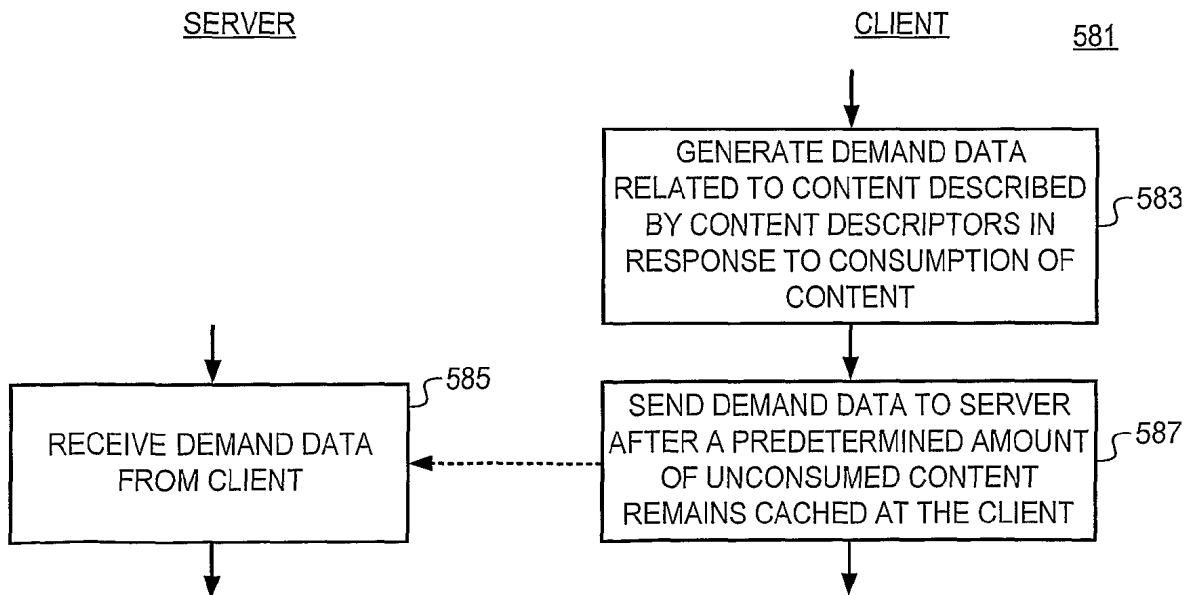 SERVER
CLIENT
581
GENERATE DEMAND DATA
RELATED TO CONTENT DESCRIBED
BY CONTENT DESCRIPTORS IN
RESPONSE TO CONSUMPTION OF
CONTENT
583
585
RECEIVE DEMAND DATA
FROM CLIENT
SEND DEMAND DATA TO SERVER
AFTER A PREDETERMINED AMOUNT
OF UNCONSUMED CONTENT
REMAINS CACHED AT THE CLIENT
587